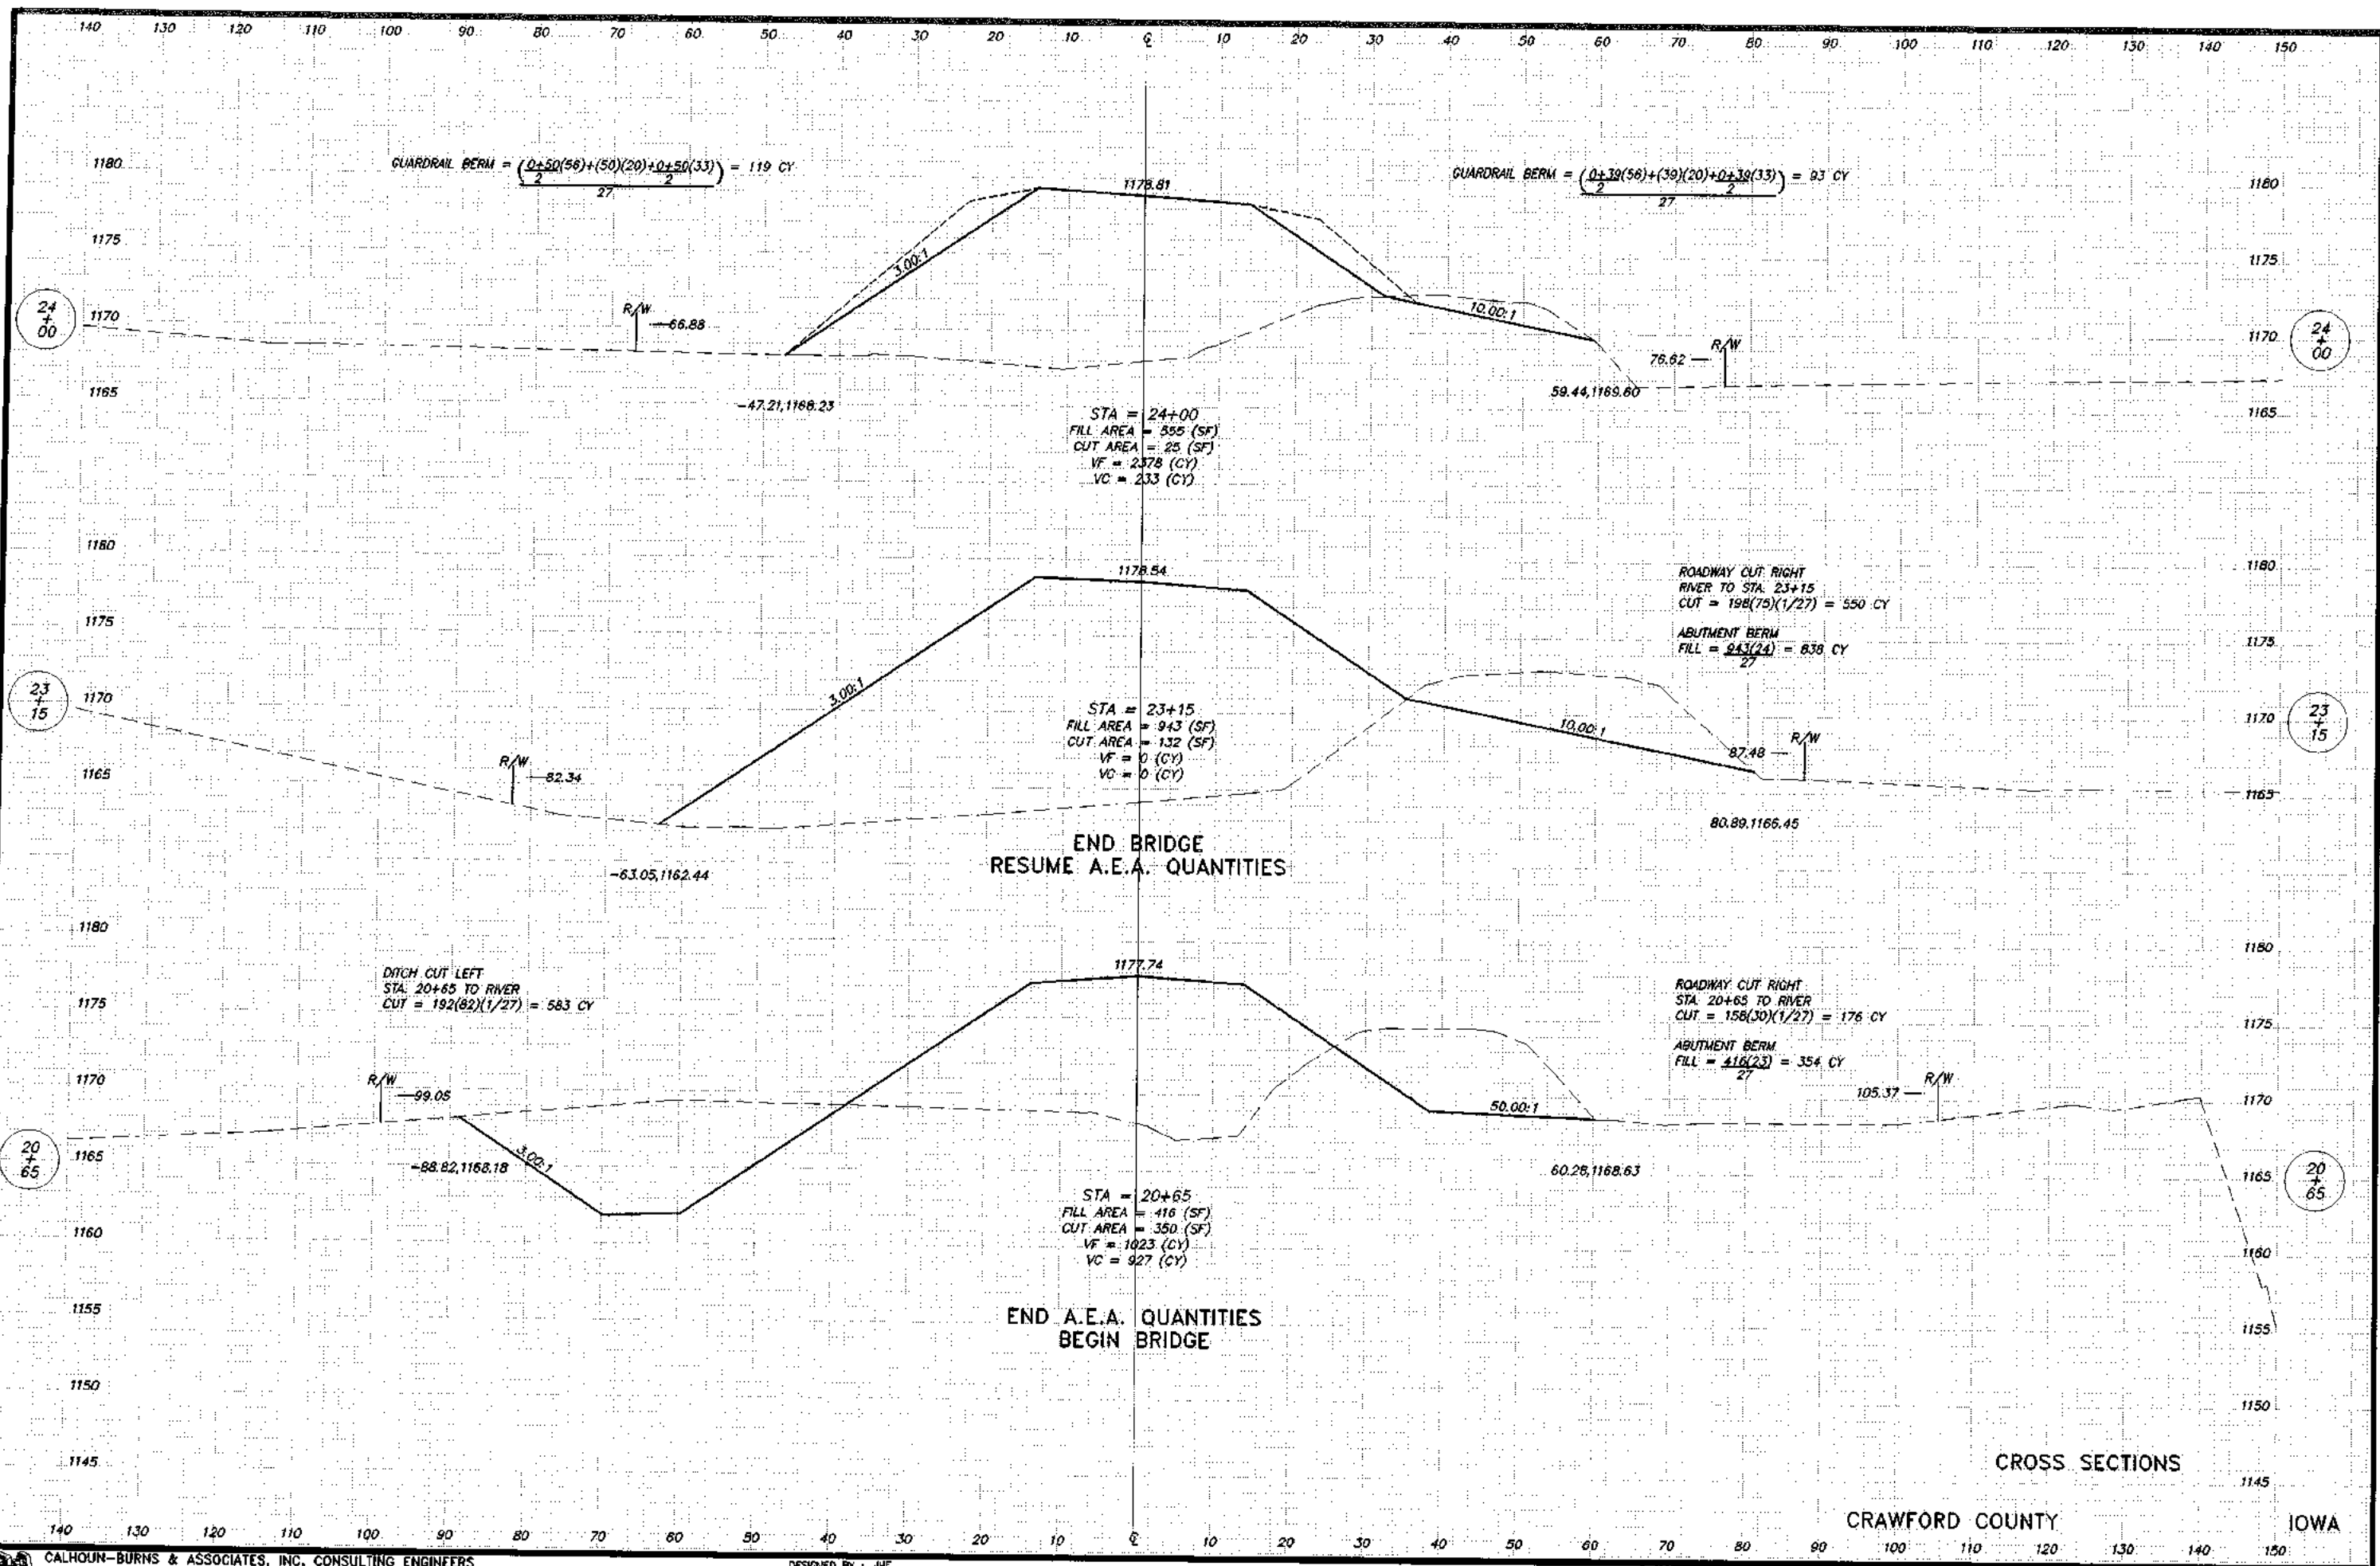 140 130 120 110 100 90 80 70 60 50 40 30 20 10 ℄ 10 20 30 40 50 60 70 80 90 100 110 120 130 140 150
GUARDRAIL BERM = (0+50(56)+(50)(20)+0+50(33)) = 119 CY
2 2
27
GUARDRAIL BERM = (0+39(56)+(39)(20)+0+39(33)) = 93 CY
2 2
27
1180
1178.81
1180
1175
3.00:1
1175
24
+
00
1170
R/W
66.88
10.00:1
R/W
76.62
1170
24
+
00
1165
-47.21,1168.23
59.44,1169.60
1165
STA = 24+00
FILL AREA = 555 (SF)
CUT AREA = 25 (SF)
VF = 2378 (CY)
VC = 233 (CY)
1180
1178.54
1180
ROADWAY CUT RIGHT
RIVER TO STA. 23+15
CUT = 198(75)(1/27) = 550 CY
ABUTMENT BERM
FILL = 943(24) = 838 CY
27
1175
1175
23
+
15
1170
3.00:1
STA = 23+15
FILL AREA = 943 (SF)
CUT AREA = 132 (SF)
VF = 0 (CY)
VC = 0 (CY)
10.00:1
R/W
87.48
1170
23
+
15
1165
R/W
82.34
1165
-63.05,1162.44
80.89,1166.45
END BRIDGE
RESUME A.E.A. QUANTITIES
1180
1177.74
1180
DITCH CUT LEFT
STA. 20+65 TO RIVER
CUT = 192(82)(1/27) = 583 CY
ROADWAY CUT RIGHT
STA. 20+65 TO RIVER
CUT = 158(30)(1/27) = 176 CY
ABUTMENT BERM
FILL = 416(23) = 354 CY
27
1175
1175
1170
R/W
99.05
50.00:1
R/W
105.37
1170
20
+
65
1165
-88.82,1168.18
3.00:1
60.28,1168.63
1165
20
+
65
STA = 20+65
FILL AREA = 416 (SF)
CUT AREA = 350 (SF)
VF = 1023 (CY)
VC = 927 (CY)
1160
1160
1155
END A.E.A. QUANTITIES
BEGIN BRIDGE
1155
1150
1150
1145
CROSS SECTIONS
1145
CRAWFORD COUNTY
IOWA
140 130 120 110 100 90 80 70 60 50 40 30 20 10 ℄ 10 20 30 40 50 60 70 80 90 100 110 120 130 140 150
CALHOUN-BURNS & ASSOCIATES, INC. CONSULTING ENGINEERS
DESIGNED BY :